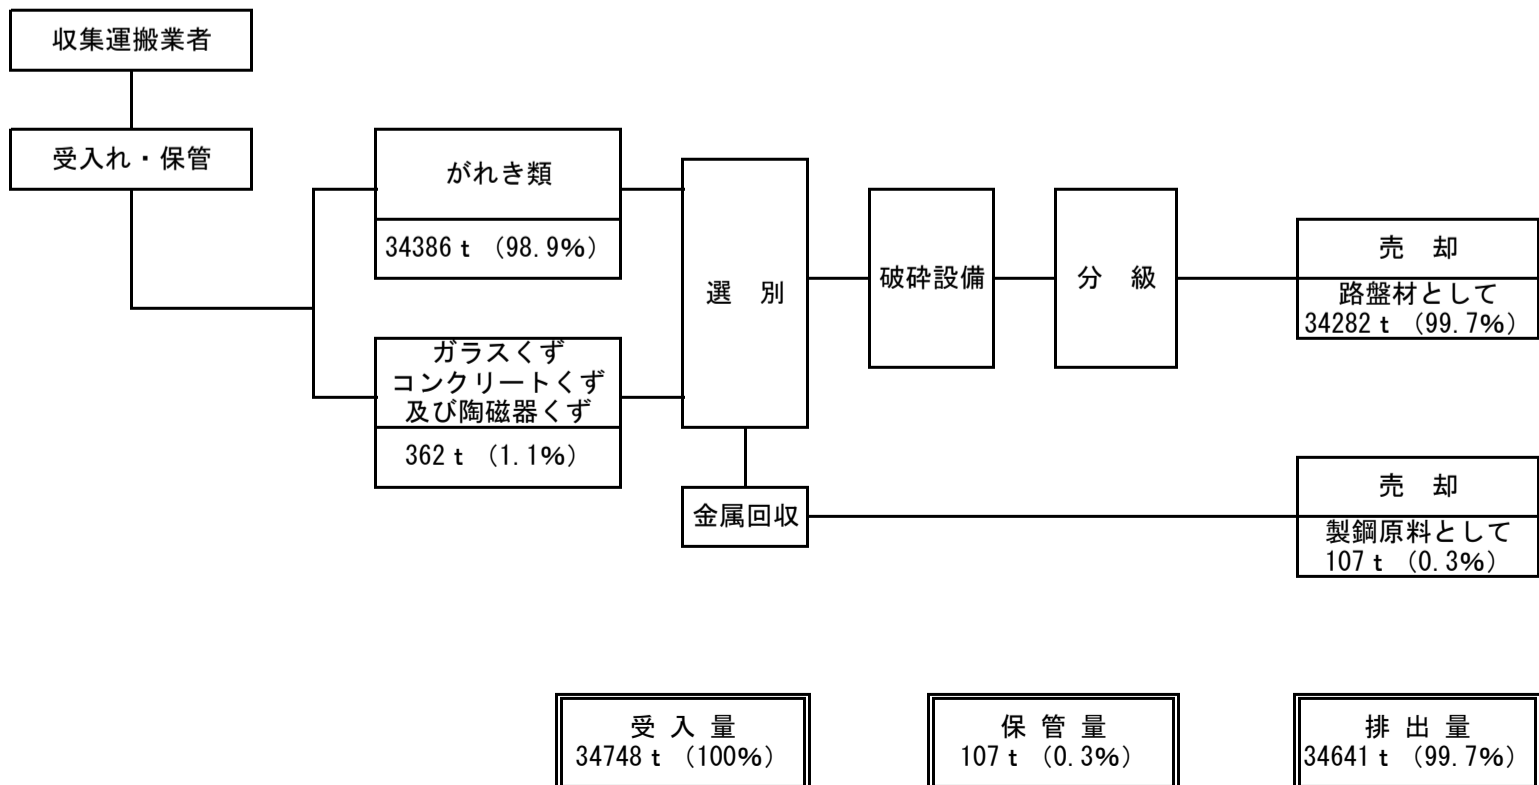 収集運搬業者
受入れ・保管
がれき類
34386 t （98.9%）
ガラスくず
コンクリートくず
及び陶磁器くず
362 t （1.1%）
選　別
金属回収
破砕設備
分　級
売　却
路盤材として
34282 t （99.7%）
売　却
製鋼原料として
107 t （0.3%）
受 入 量
34748 t （100%）
保 管 量
107 t （0.3%）
排 出 量
34641 t （99.7%）